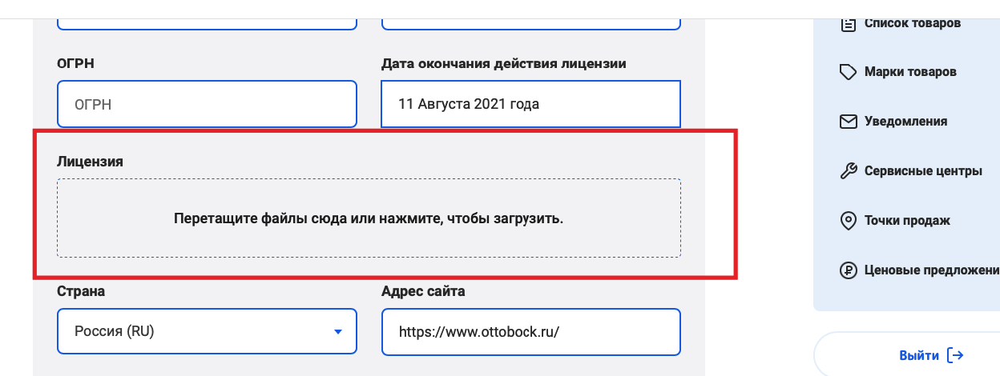 ОГРН
Дата окончания действия лицензии
ОГРН
11 Августа 2021 года
Лицензия
Перетащите файлы сюда или нажмите, чтобы загрузить.
Страна
Адрес сайта
Россия (RU)
https://www.ottobock.ru/
Список товаров
Марки товаров
Уведомления
Сервисные центры
Точки продаж
Ценовые предложени
Выйти